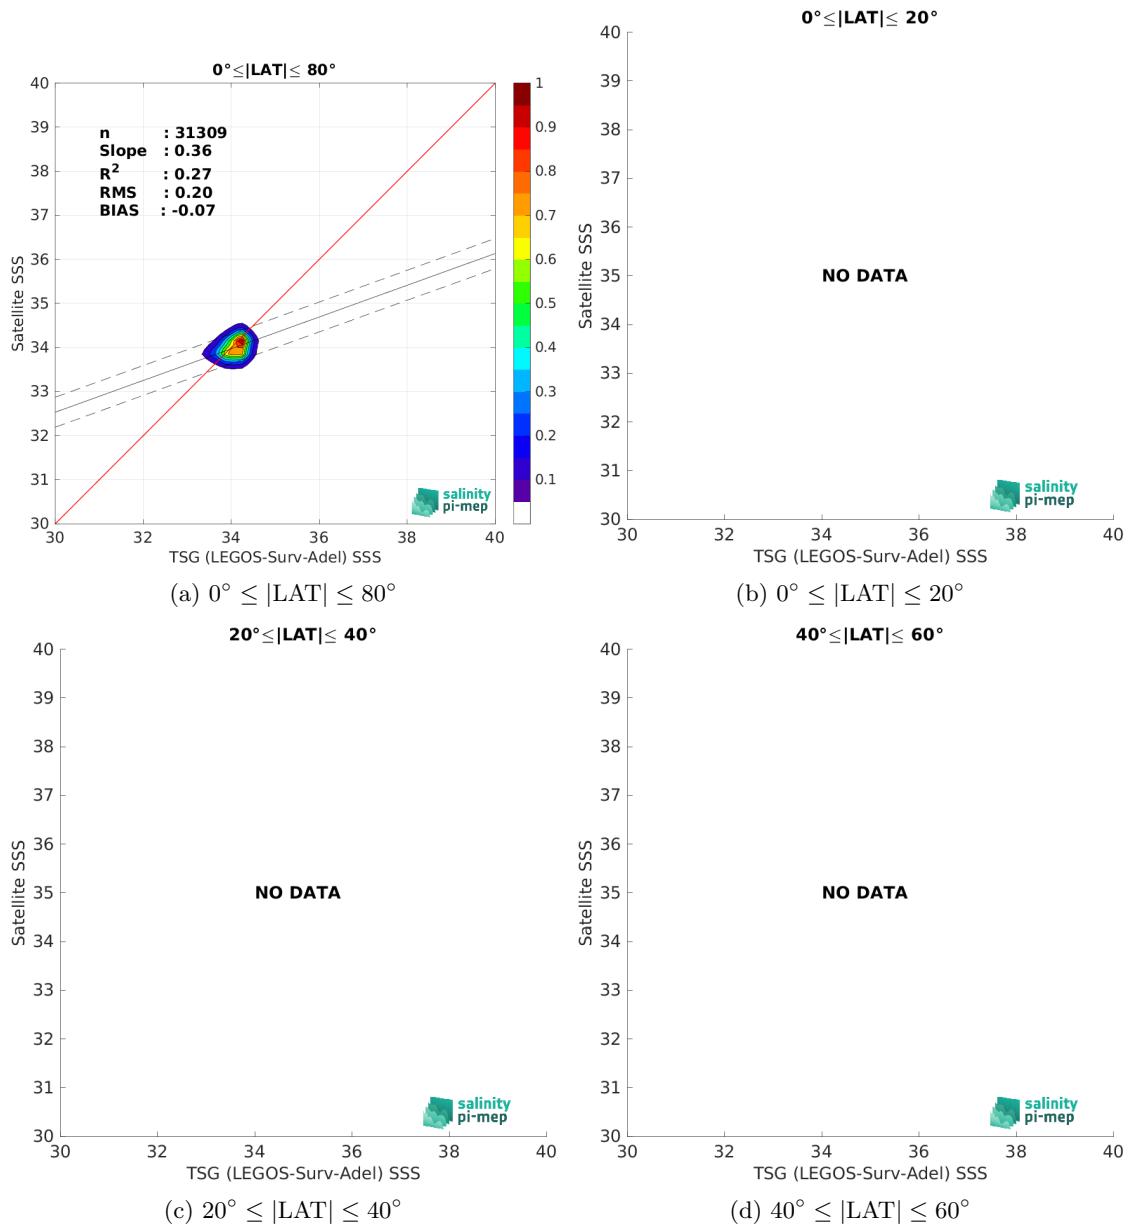 0°≤|LAT|≤ 80°
40
39
38
37
36
35
34
33
32
31
30
Satellite SSS
n : 31309
Slope : 0.36
R² : 0.27
RMS : 0.20
BIAS : -0.07
1
0.9
0.8
0.7
0.6
0.5
0.4
0.3
0.2
0.1
salinity
pi-mep
30 32 34 36 38 40
TSG (LEGOS-Surv-Adel) SSS
(a) 0° ≤ |LAT| ≤ 80°
0°≤|LAT|≤ 20°
40
39
38
37
36
35
34
33
32
31
30
Satellite SSS
NO DATA
salinity
pi-mep
30 32 34 36 38 40
TSG (LEGOS-Surv-Adel) SSS
(b) 0° ≤ |LAT| ≤ 20°
20°≤|LAT|≤ 40°
40
39
38
37
36
35
34
33
32
31
30
Satellite SSS
NO DATA
salinity
pi-mep
30 32 34 36 38 40
TSG (LEGOS-Surv-Adel) SSS
(c) 20° ≤ |LAT| ≤ 40°
40°≤|LAT|≤ 60°
40
39
38
37
36
35
34
33
32
31
30
Satellite SSS
NO DATA
salinity
pi-mep
30 32 34 36 38 40
TSG (LEGOS-Surv-Adel) SSS
(d) 40° ≤ |LAT| ≤ 60°